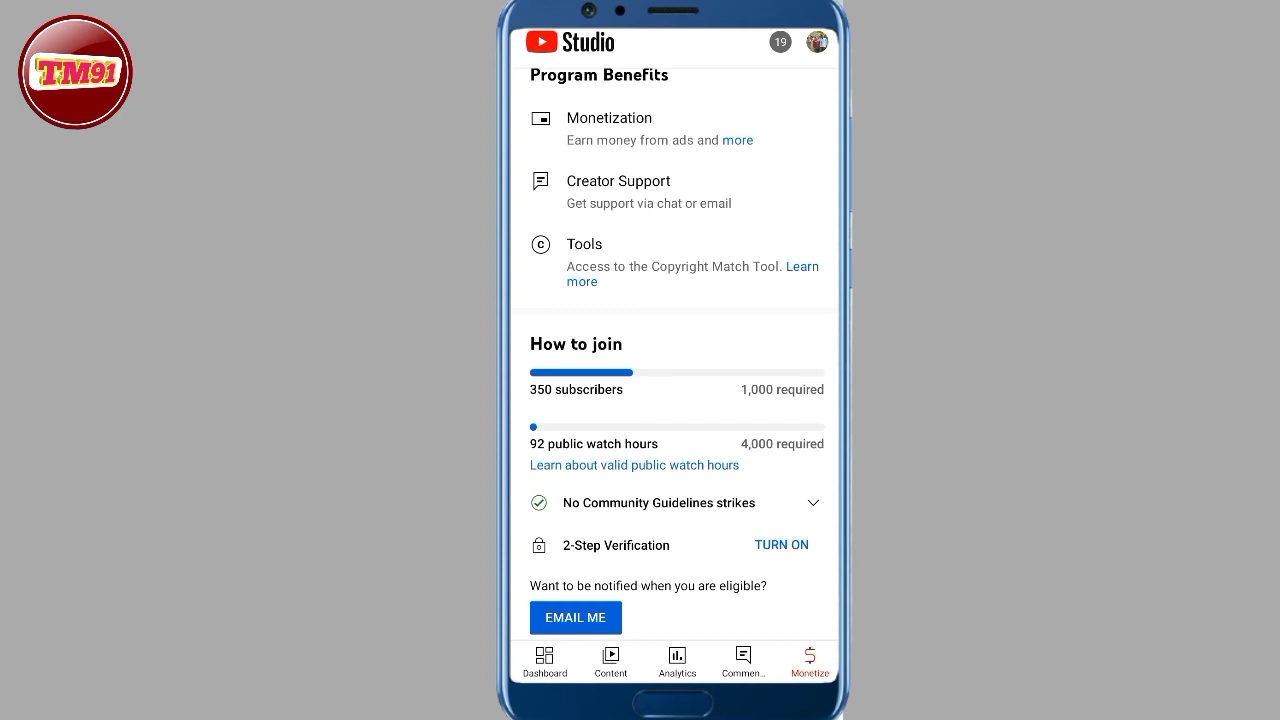 TM91
Studio
19
Program Benefits
Monetization
Earn money from ads and more
Creator Support
Get support via chat or email
C
Tools
Access to the Copyright Match Tool. Learn
more
How to join
350 subscribers
1,000 required
92 public watch hours
4,000 required
Learn about valid public watch hours
No Community Guidelines strikes
2-Step Verification
TURN ON
Want to be notified when you are eligible?
EMAIL ME
Dashboard
Content
Analytics
Commen...
$
Monetize